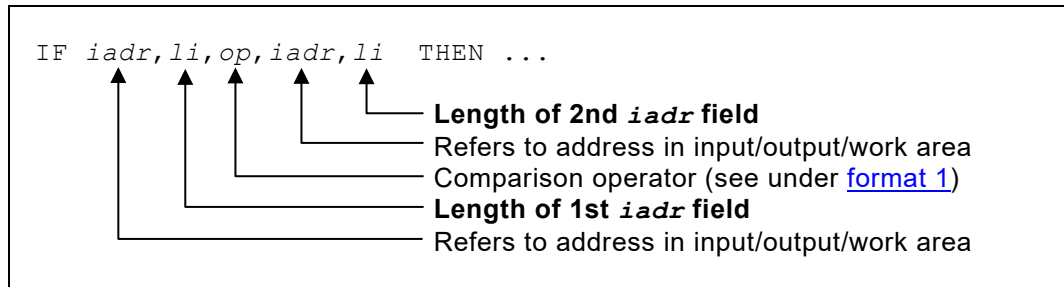 IF iadr,li,op,iadr,li THEN ...
Length of 2nd iadr field
Refers to address in input/output/work area
Comparison operator (see under format 1)
Length of 1st iadr field
Refers to address in input/output/work area